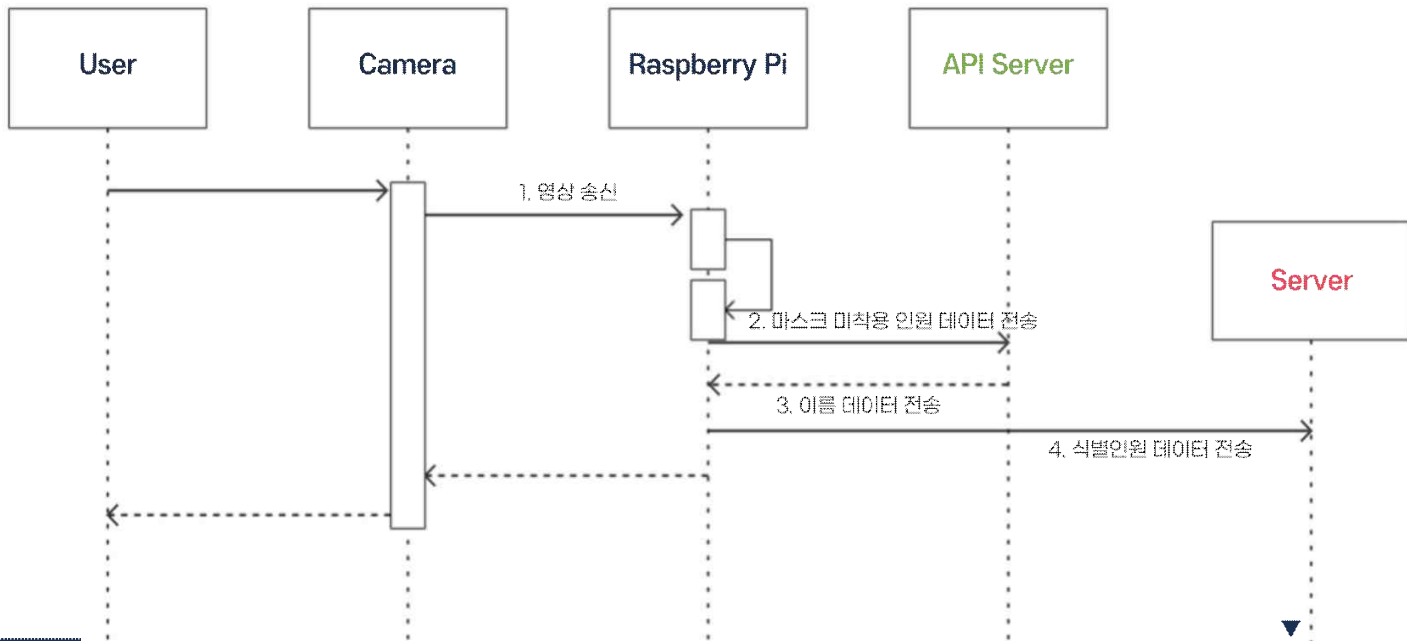 User
Camera
Raspberry Pi
API Server
1. 영상 송신
Server
2. 마스크 미착용 인원 데이터 전송
3. 이름 데이터 전송
4. 식별인원 데이터 전송